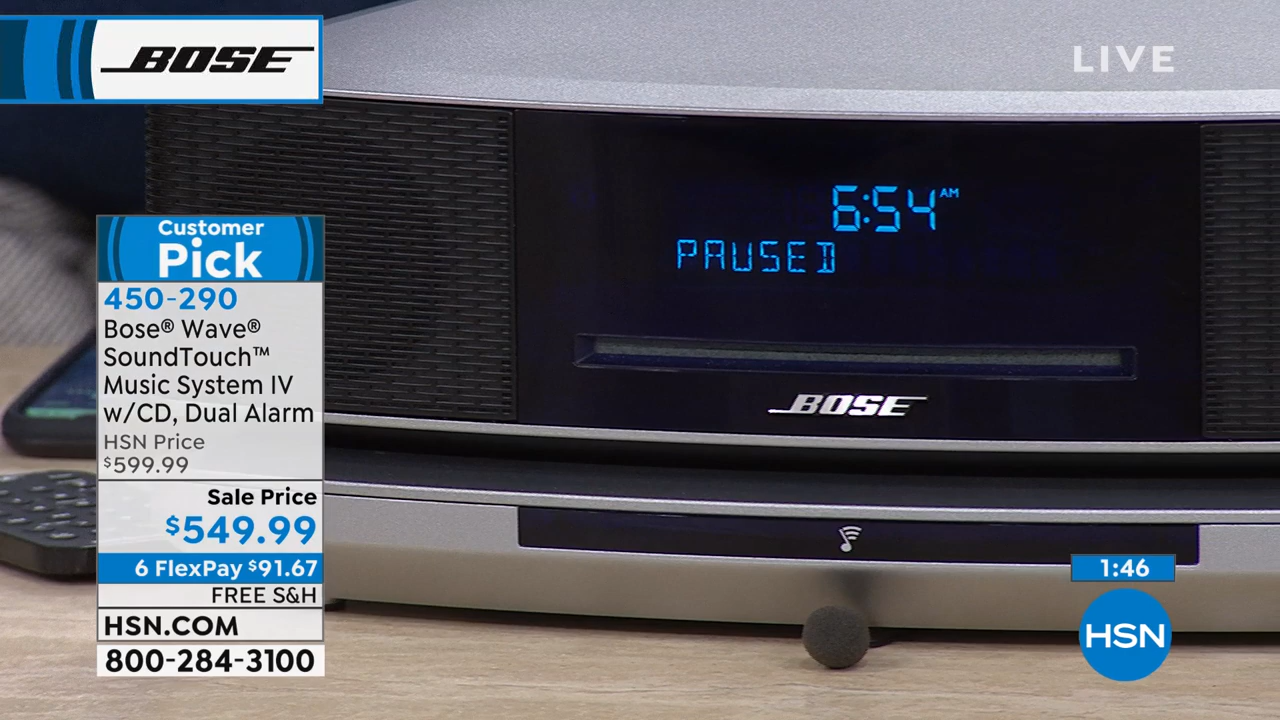 BOSE
LIVE
6:54 AM
PAUSED
BOSE
Customer
Pick
450-290
Bose® Wave®
SoundTouch™
Music System IV
w/CD, Dual Alarm
HSN Price
$599.99
Sale Price
$549.99
6 FlexPay $91.67
FREE S&H
HSN.COM
800-284-3100
1:46
HSN